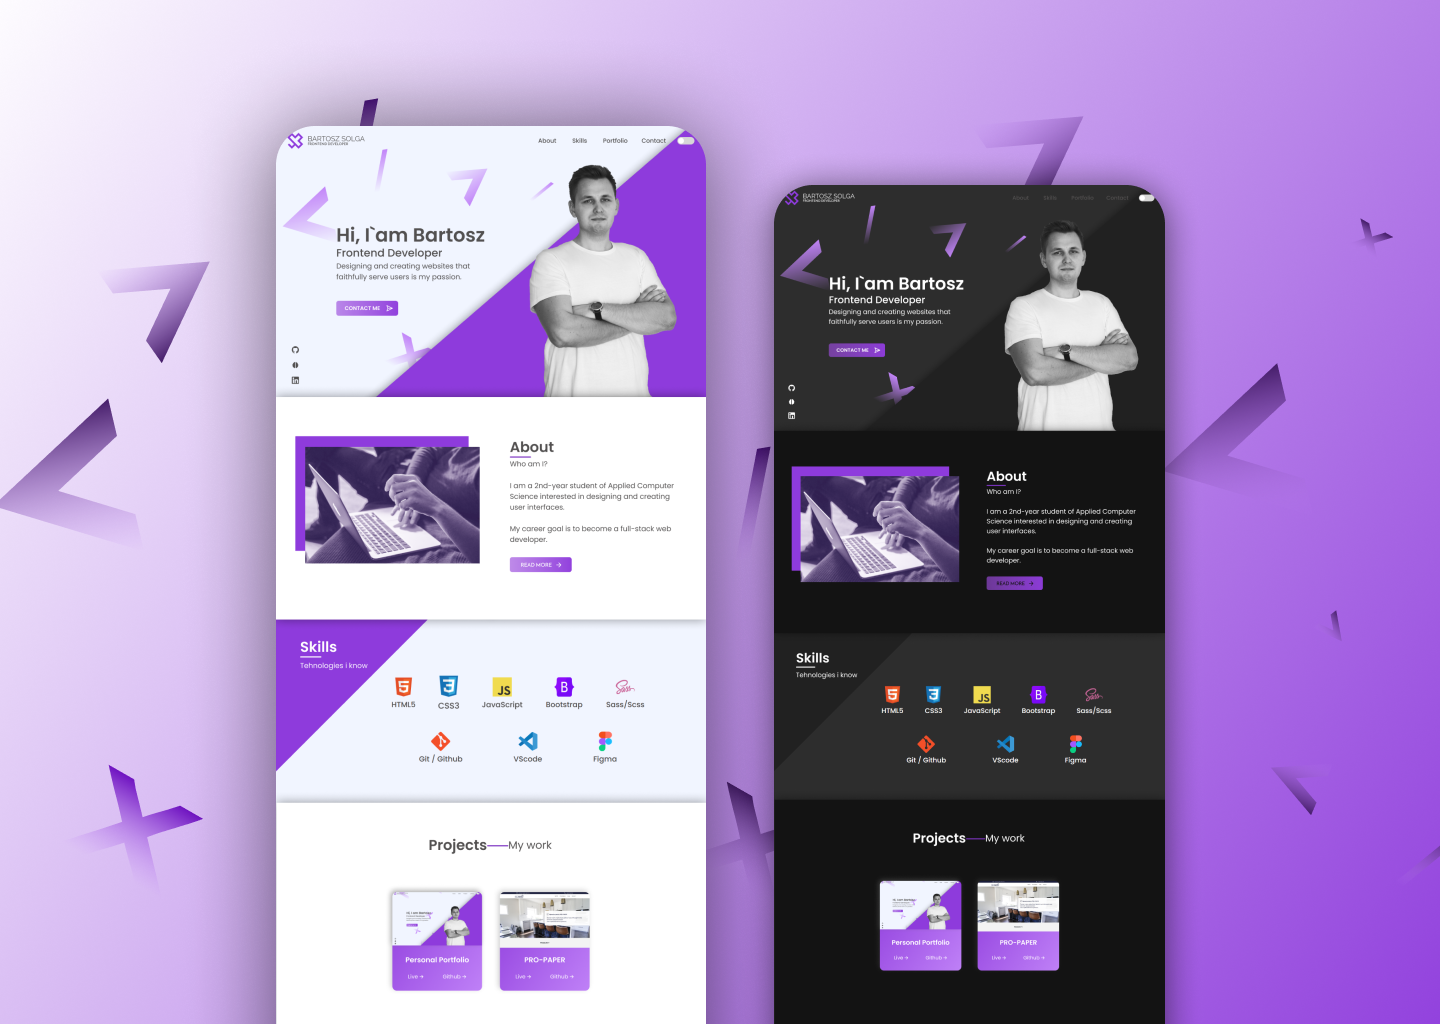 BARTOSZ SOLGA
FRONTEND DEVELOPER
About Skills Portfolio Contact
Hi, I`am Bartosz
Frontend Developer
Designing and creating websites that
faithfully serve users is my passion.
CONTACT ME
About
Who am I?
I am a 2nd-year student of Applied Computer
Science interested in designing and creating
user interfaces.
My career goal is to become a full-stack web
developer.
READ MORE
Skills
Tehnologies i know
HTML5 CSS3 JavaScript Bootstrap Sass/Scss
Git / Github VScode Figma
Projects My work
Hi, I`am Bartosz
Personal Portfolio
Live Github
PRO-PAPER
Live Github
BARTOSZ SOLGA
FRONTEND DEVELOPER
About Skills Portfolio Contact
Hi, I`am Bartosz
Frontend Developer
Designing and creating websites that
faithfully serve users is my passion.
CONTACT ME
About
Who am I?
I am a 2nd-year student of Applied Computer
Science interested in designing and creating
user interfaces.
My career goal is to become a full-stack web
developer.
READ MORE
Skills
Tehnologies i know
HTML5 CSS3 JavaScript Bootstrap Sass/Scss
Git / Github VScode Figma
Projects My work
Hi, I`am Bartosz
Personal Portfolio
Live Github
PRO-PAPER
Live Github